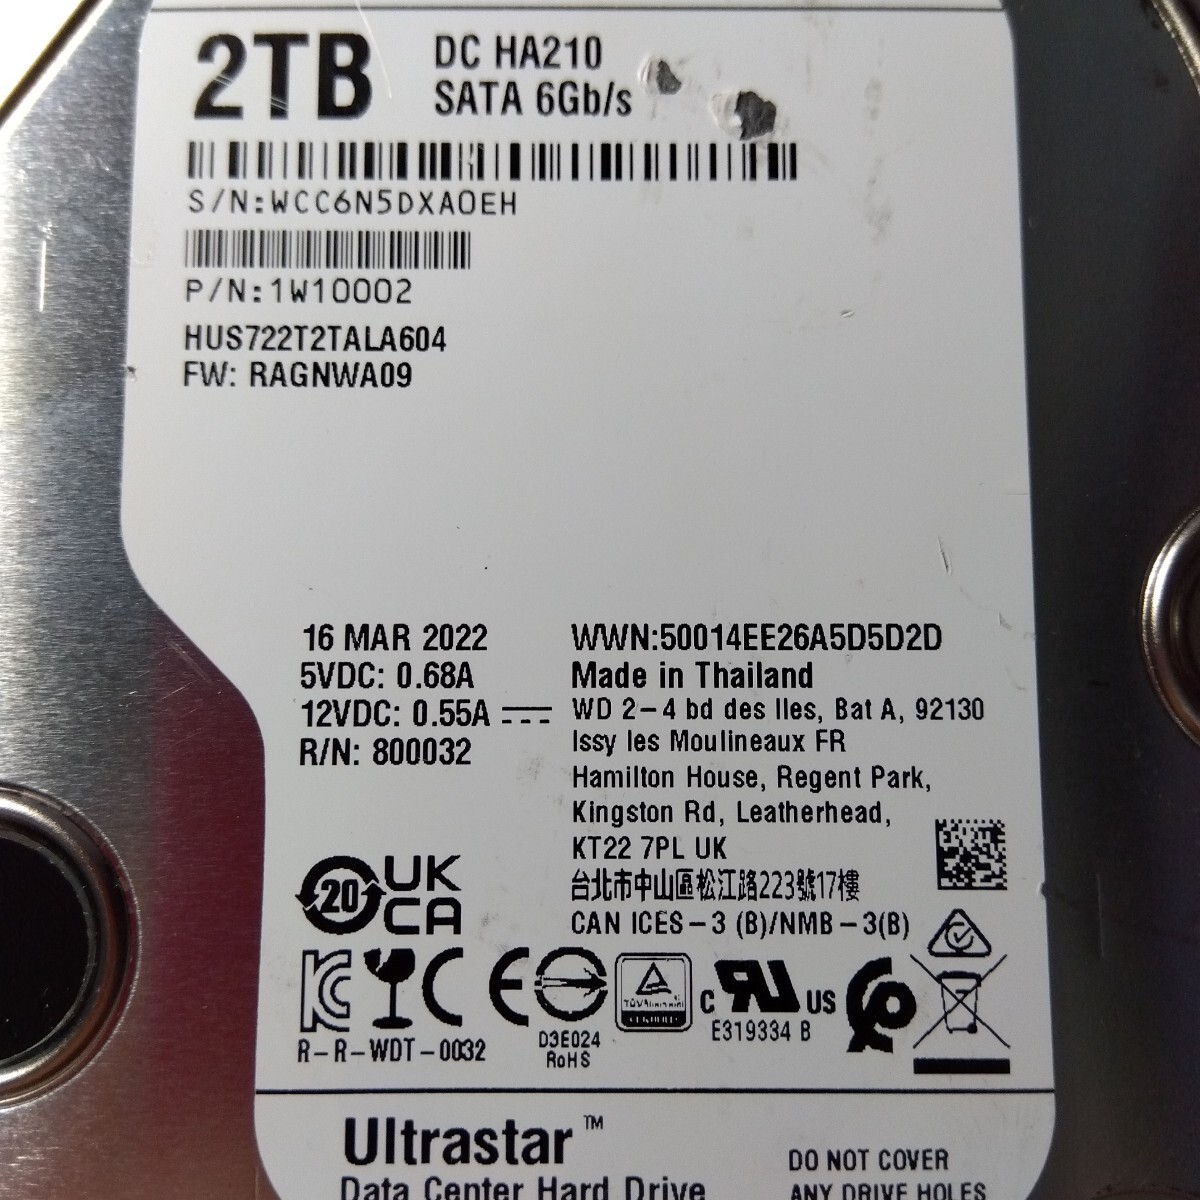 2TB
DC HA210
SATA 6Gb/s
S/N:WCC6N5DXA0EH
P/N:1W10002
HUS722T2TALA604
FW: RAGNWA09
16 MAR 2022
5VDC: 0.68A
12VDC: 0.55A
R/N: 800032
WWN:50014EE26A5D5D2D
Made in Thailand
WD 2-4 bd des Iles, Bat A, 92130
Issy les Moulineaux FR
Hamilton House, Regent Park,
Kingston Rd, Leatherhead,
KT22 7PL UK
台北市中山區松江路223號17樓
CAN ICES-3 (B)/NMB-3(B)
20
UK
CA
R-R-WDT-0032
CE
D3E024
RoHS
C US
E319334 B
Ultrastar™
Data Center Hard Drive
DO NOT COVER
ANY DRIVE HOLES